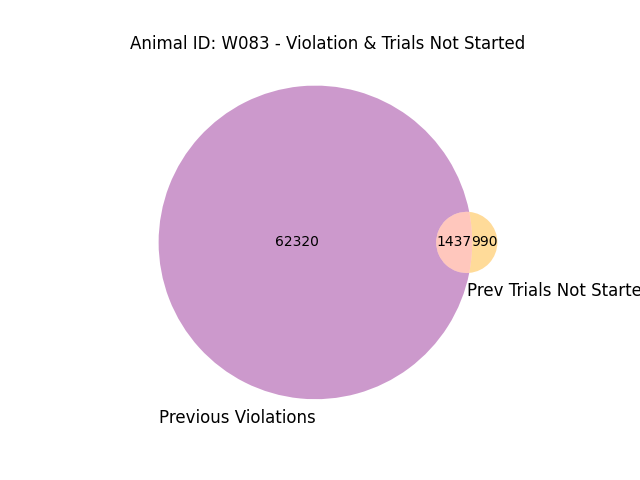 Animal ID: W083 - Violation & Trials Not Started
62320
1437
990
Prev Trials Not Starte
Previous Violations